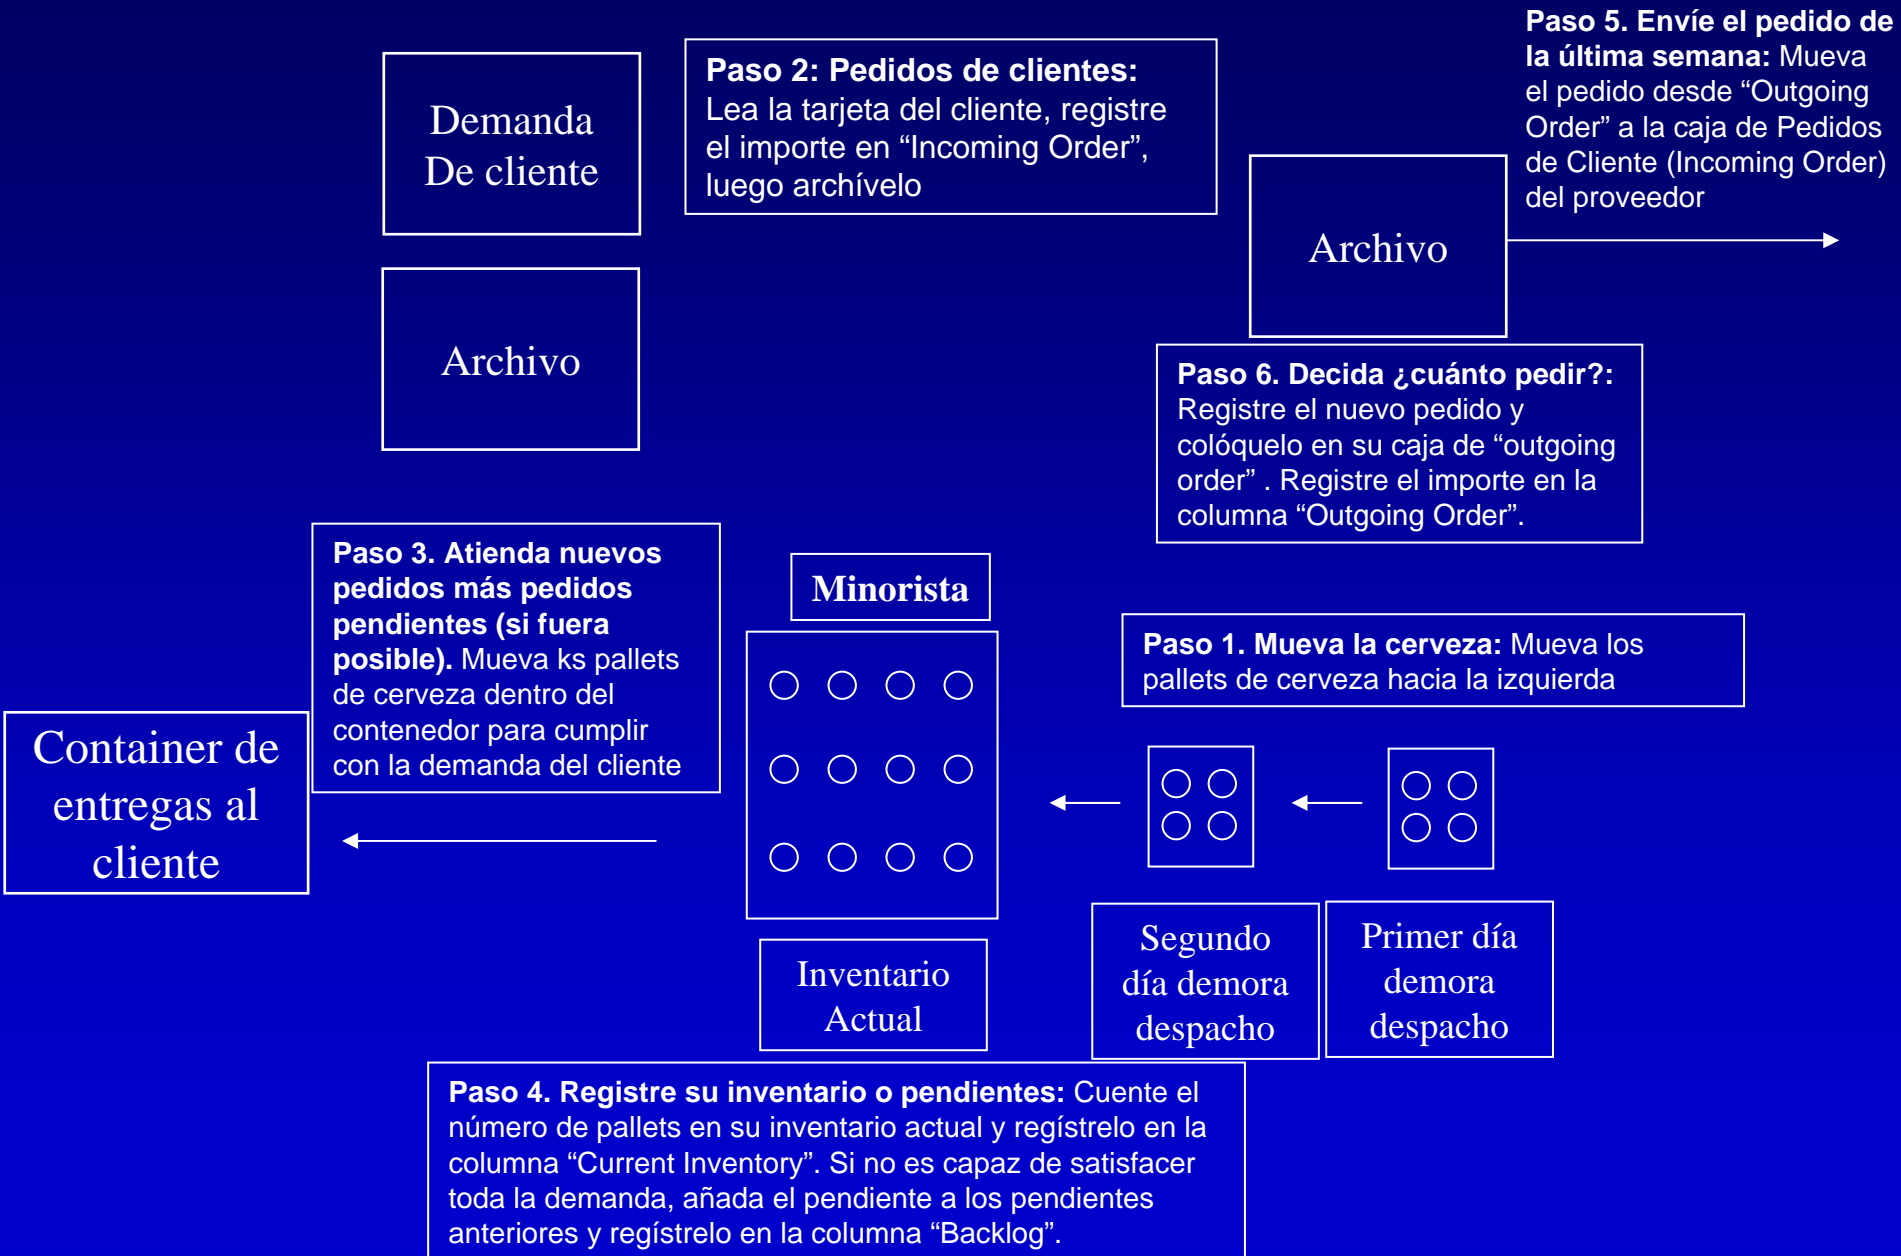 Demanda
De cliente
Paso 2: Pedidos de clientes:
Lea la tarjeta del cliente, registre
el importe en “Incoming Order”,
luego archívelo
Paso 5. Envíe el pedido de
la última semana: Mueva
el pedido desde “Outgoing
Order” a la caja de Pedidos
de Cliente (Incoming Order)
del proveedor
Archivo
Archivo
Paso 6. Decida ¿cuánto pedir?:
Registre el nuevo pedido y
colóquelo en su caja de “outgoing
order” . Registre el importe en la
columna “Outgoing Order”.
Paso 3. Atienda nuevos
pedidos más pedidos
pendientes (si fuera
posible). Mueva ks pallets
de cerveza dentro del
contenedor para cumplir
con la demanda del cliente
Minorista
Paso 1. Mueva la cerveza: Mueva los
pallets de cerveza hacia la izquierda
Container de
entregas al
cliente
Inventario
Actual
Segundo
día demora
despacho
Primer día
demora
despacho
Paso 4. Registre su inventario o pendientes: Cuente el
número de pallets en su inventario actual y regístrelo en la
columna “Current Inventory”. Si no es capaz de satisfacer
toda la demanda, añada el pendiente a los pendientes
anteriores y regístrelo en la columna “Backlog”.